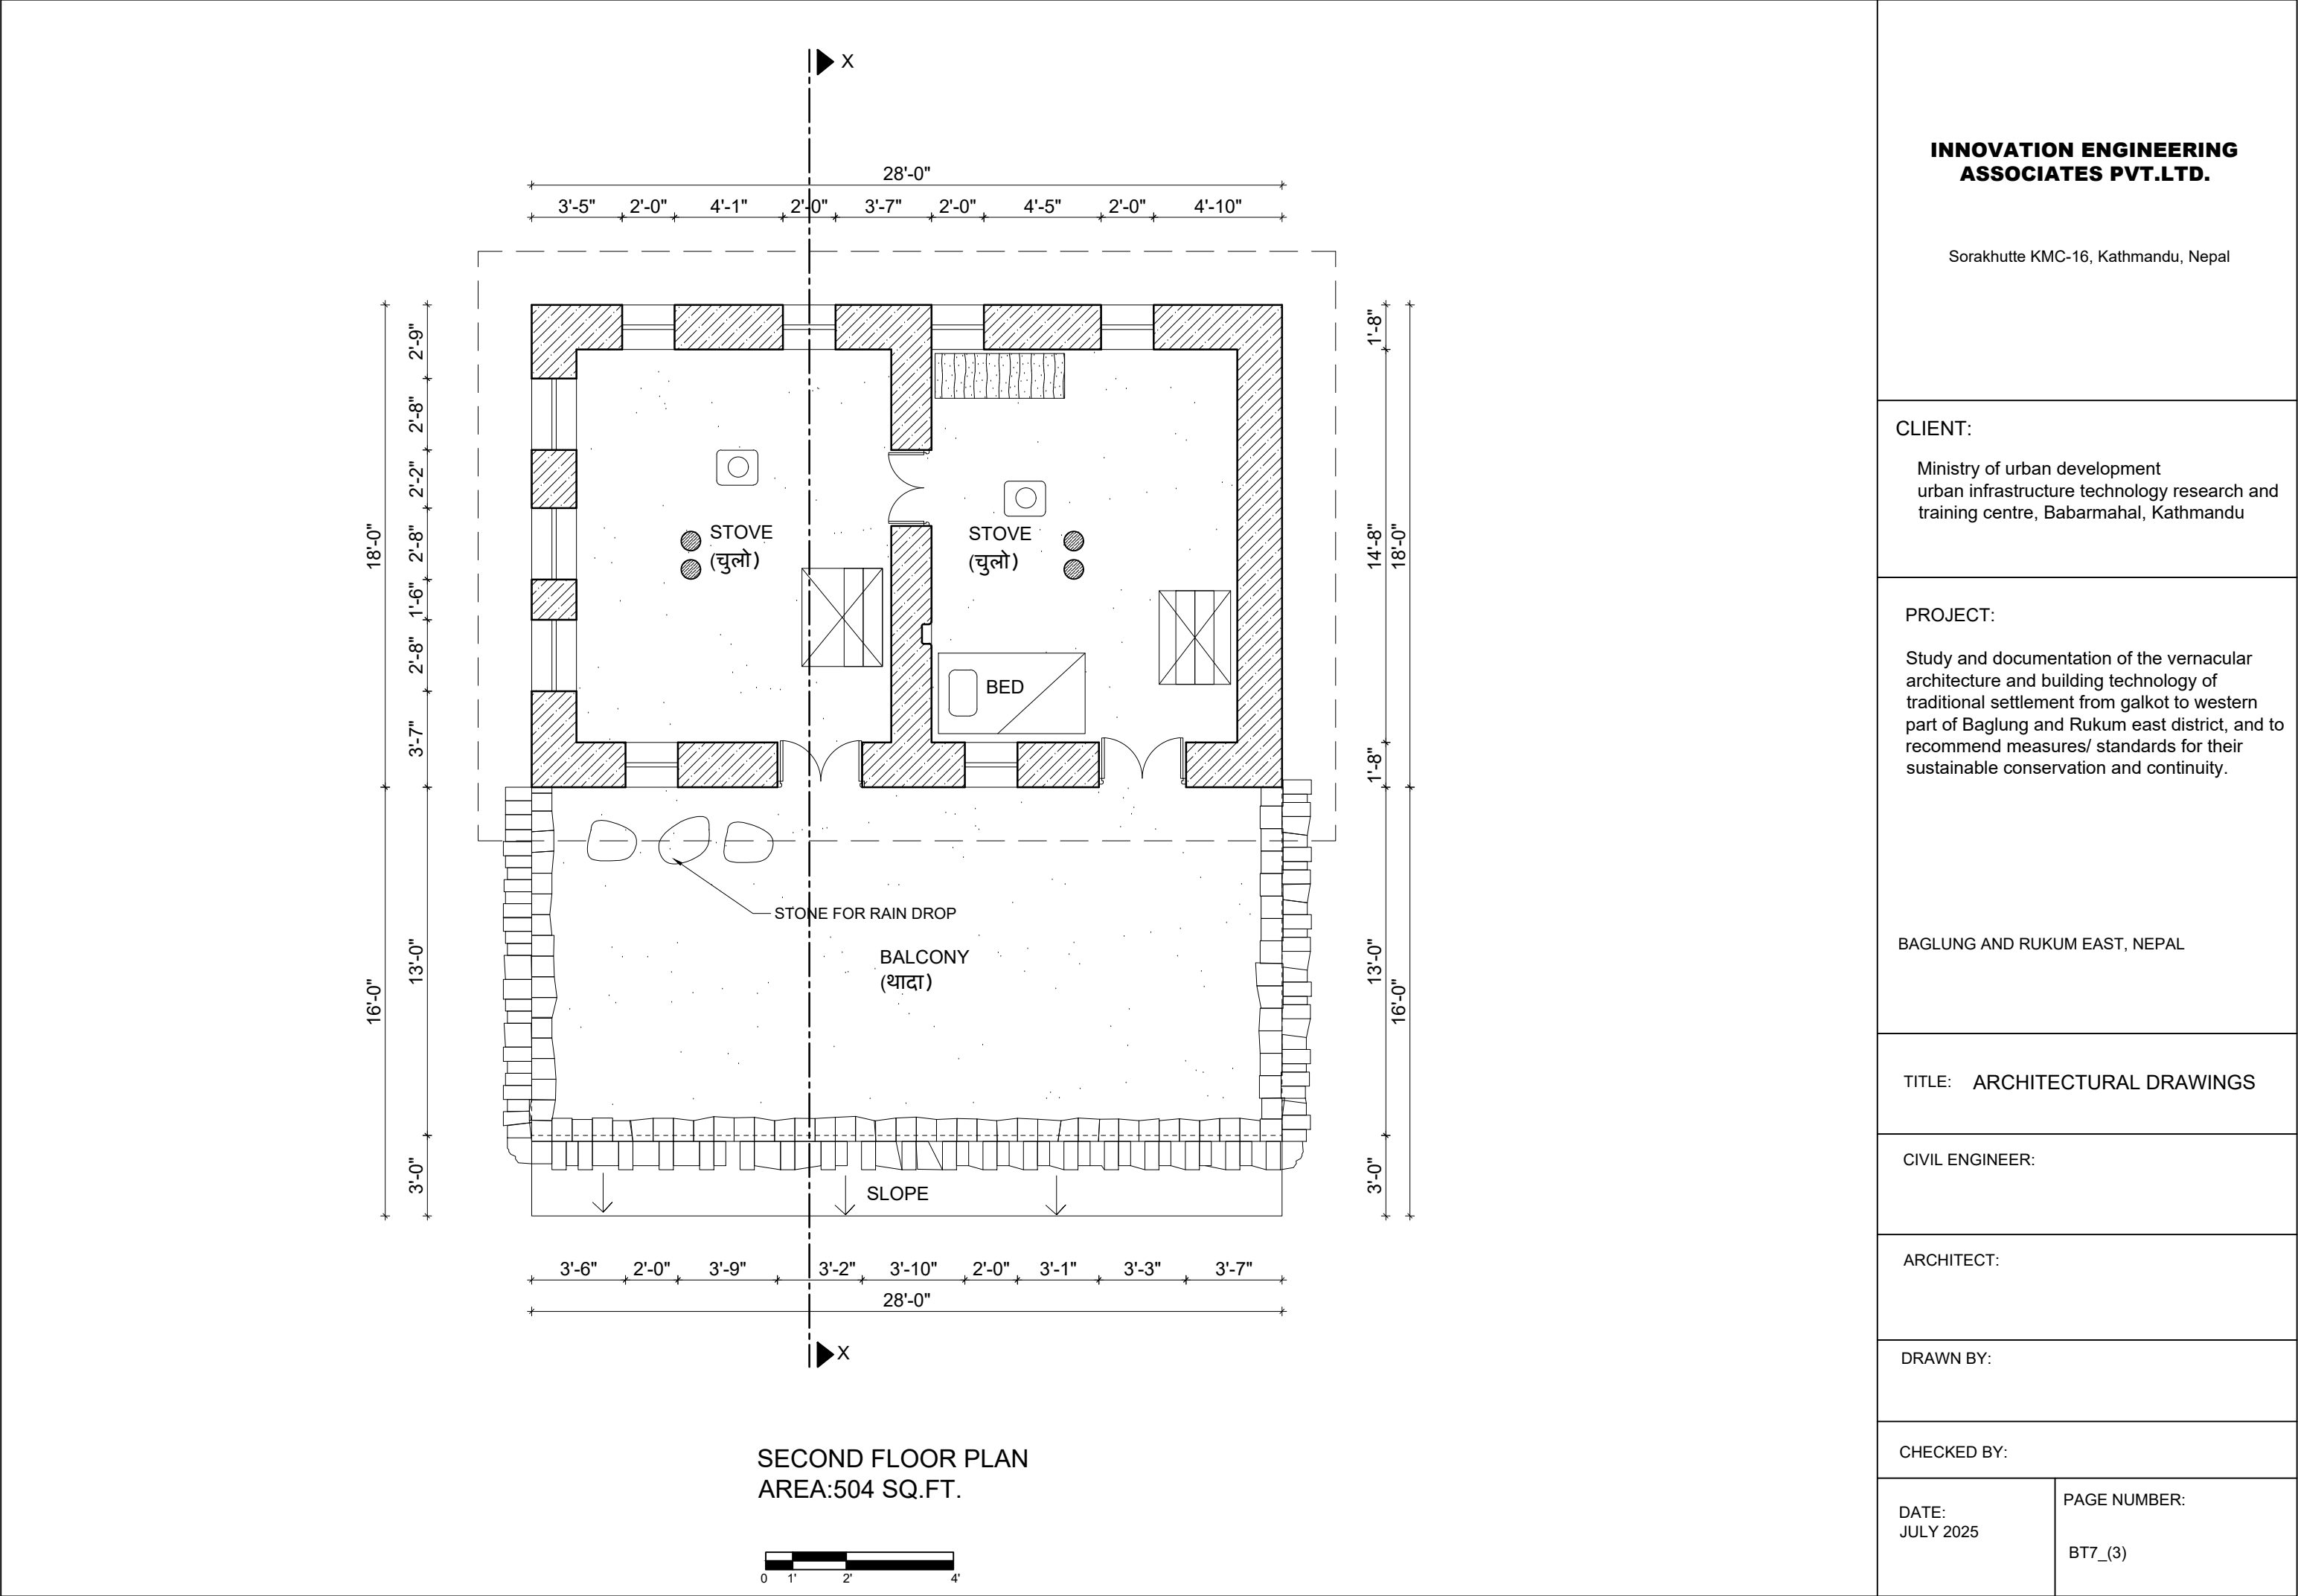 X
28'-0"
3'-5" 2'-0" 4'-1" 2'-0" 3'-7" 2'-0" 4'-5" 2'-0" 4'-10"
18'-0"
2'-9"
2'-8"
2'-2"
2'-8"
1'-6"
2'-8"
3'-7"
16'-0"
13'-0"
3'-0"
STOVE
(चुलो)
STOVE
(चुलो)
BED
STONE FOR RAIN DROP
BALCONY
(थादा)
SLOPE
1'-8"
14'-8"
18'-0"
1'-8"
13'-0"
16'-0"
3'-0"
3'-6" 2'-0" 3'-9" 3'-2" 3'-10" 2'-0" 3'-1" 3'-3" 3'-7"
28'-0"
X
SECOND FLOOR PLAN
AREA:504 SQ.FT.
0 1' 2' 4'
INNOVATION ENGINEERING
ASSOCIATES PVT.LTD.
Sorakhutte KMC-16, Kathmandu, Nepal
CLIENT:
Ministry of urban development
urban infrastructure technology research and
training centre, Babarmahal, Kathmandu
PROJECT:
Study and documentation of the vernacular
architecture and building technology of
traditional settlement from galkot to western
part of Baglung and Rukum east district, and to
recommend measures/ standards for their
sustainable conservation and continuity.
BAGLUNG AND RUKUM EAST, NEPAL
TITLE: ARCHITECTURAL DRAWINGS
CIVIL ENGINEER:
ARCHITECT:
DRAWN BY:
CHECKED BY:
DATE:
JULY 2025
PAGE NUMBER:
BT7_(3)